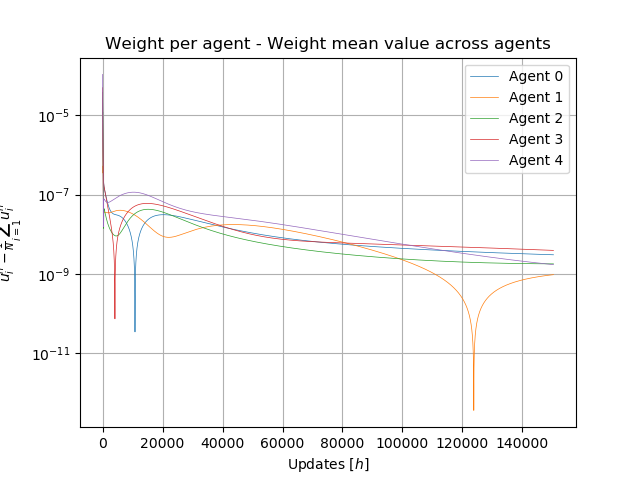 Weight per agent - Weight mean value across agents
Agent 0
Agent 1
Agent 2
Agent 3
Agent 4
10⁻⁵
10⁻⁷
10⁻⁹
10⁻¹¹
0 20000 40000 60000 80000 100000 120000 140000
Updates [h]